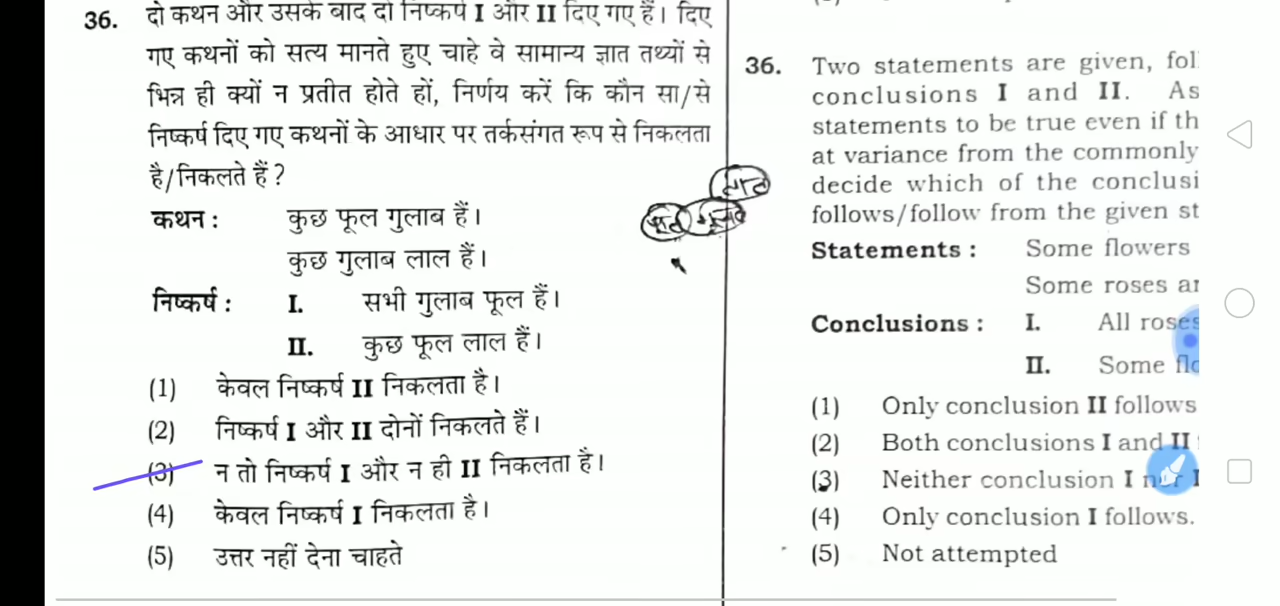 36. दो कथन और उसके बाद दो निष्कर्ष I और II दिए गए हैं। दिए
गए कथनों को सत्य मानते हुए चाहे वे सामान्य ज्ञात तथ्यों से
भिन्न ही क्यों न प्रतीत होते हों, निर्णय करें कि कौन सा/से
निष्कर्ष दिए गए कथनों के आधार पर तर्कसंगत रूप से निकलता
है/निकलते हैं?
कथन : कुछ फूल गुलाब हैं।
कुछ गुलाब लाल हैं।
निष्कर्ष : I. सभी गुलाब फूल हैं।
II. कुछ फूल लाल हैं।
(1) केवल निष्कर्ष II निकलता है।
(2) निष्कर्ष I और II दोनों निकलते हैं।
(3) न तो निष्कर्ष I और न ही II निकलता है।
(4) केवल निष्कर्ष I निकलता है।
(5) उत्तर नहीं देना चाहते
36. Two statements are given, fol
conclusions I and II. As
statements to be true even if th
at variance from the commonly
decide which of the conclusi
follows/follow from the given st
Statements : Some flowers
Some roses ar
Conclusions : I. All roses
II. Some flo
(1) Only conclusion II follows
(2) Both conclusions I and II
(3) Neither conclusion I nor I
(4) Only conclusion I follows.
(5) Not attempted